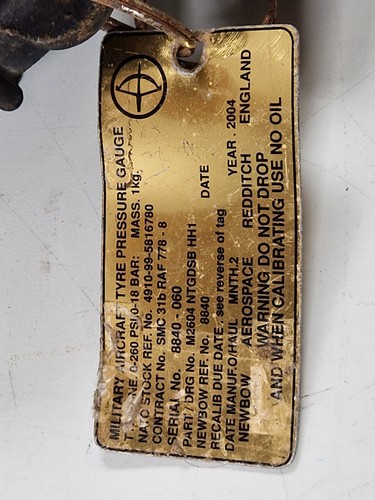 MILITARY AIRCRAFT TYRE PRESSURE GAUGE
0-260 PSI,0-18 BAR: MASS. 1kg.
NATO STOCK REF. No. 4910-99-5816780
CONTRACT No. SMC 31b RAF 778 - 8
SERIAL No. 8840 - 060
PART / DRG No. M2604 NTGDSB HH1
NEWBOW REF. No. 8840 DATE
RECALIB DUE DATE - see reverse of tag
DATE MANUF.O/HAUL MNTH.2 YEAR . 2004
NEWBOW AEROSPACE REDDITCH ENGLAND
WARNING DO NOT DROP
AND WHEN CALIBRATING USE NO OIL